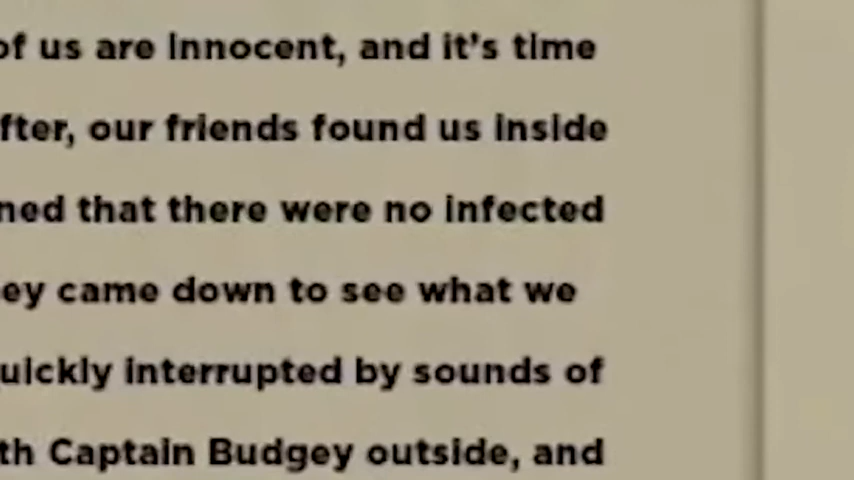 of us are innocent, and it's time
fter, our friends found us inside
ned that there were no infected
ey came down to see what we
uickly interrupted by sounds of
th Captain Budgey outside, and